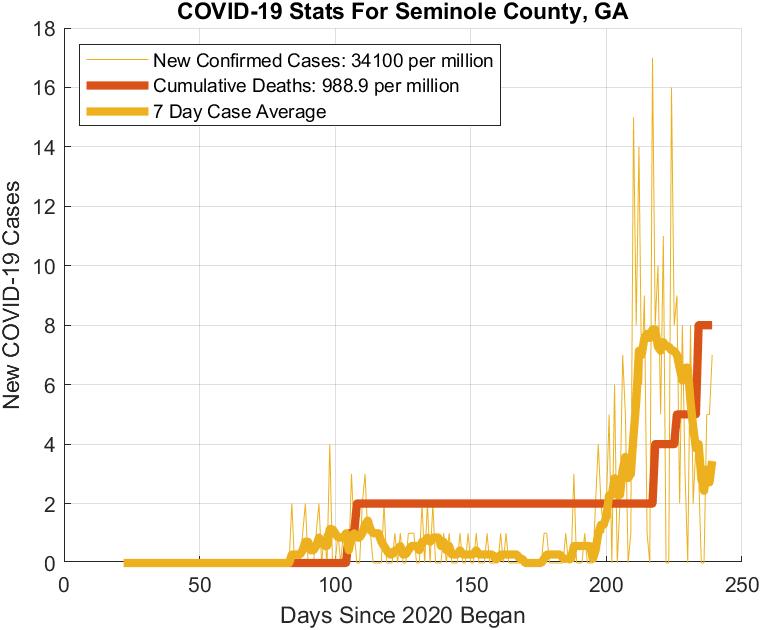 COVID-19 Stats For Seminole County, GA
18
16
14
12
10
8
6
4
2
0
New COVID-19 Cases
New Confirmed Cases: 34100 per million
Cumulative Deaths: 988.9 per million
7 Day Case Average
0 50 100 150 200 250
Days Since 2020 Began